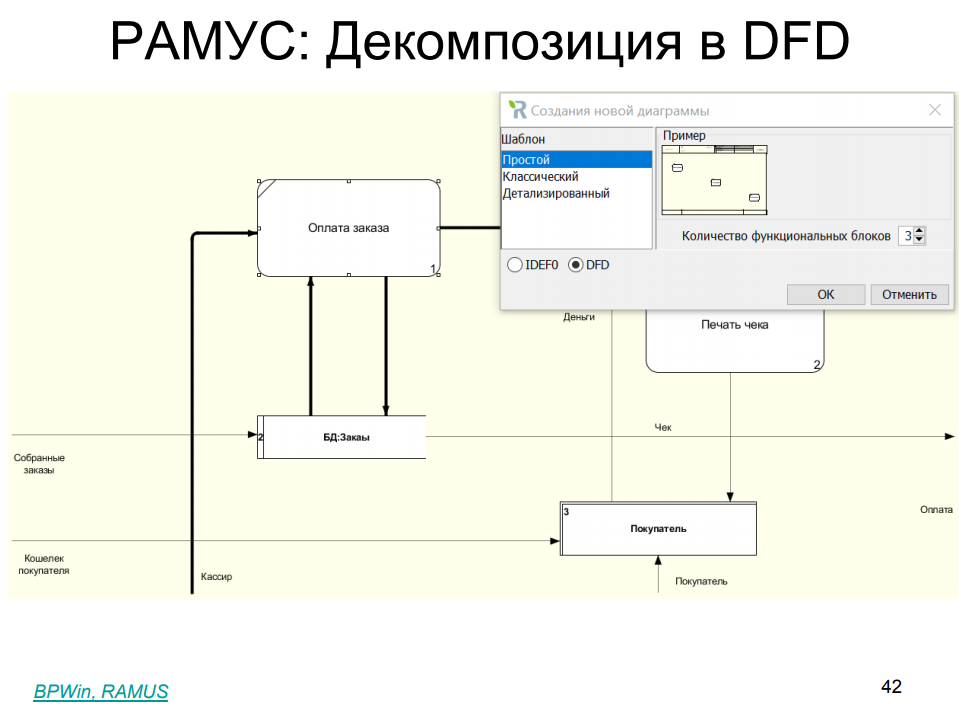 РАМУС: Декомпозиция в DFD
Создания новой диаграммы
Шаблон
Простой
Классический
Детализированный
Пример
Количество функциональных блоков 3
IDEF0 DFD
ОК Отменить
Оплата заказа
1
Деньги
Печать чека
2
2 БД:Закаы
Чек
Собранные
заказы
3
Покупатель
Оплата
Кошелек
покупателя
Кассир
Покупатель
BPWin, RAMUS
42